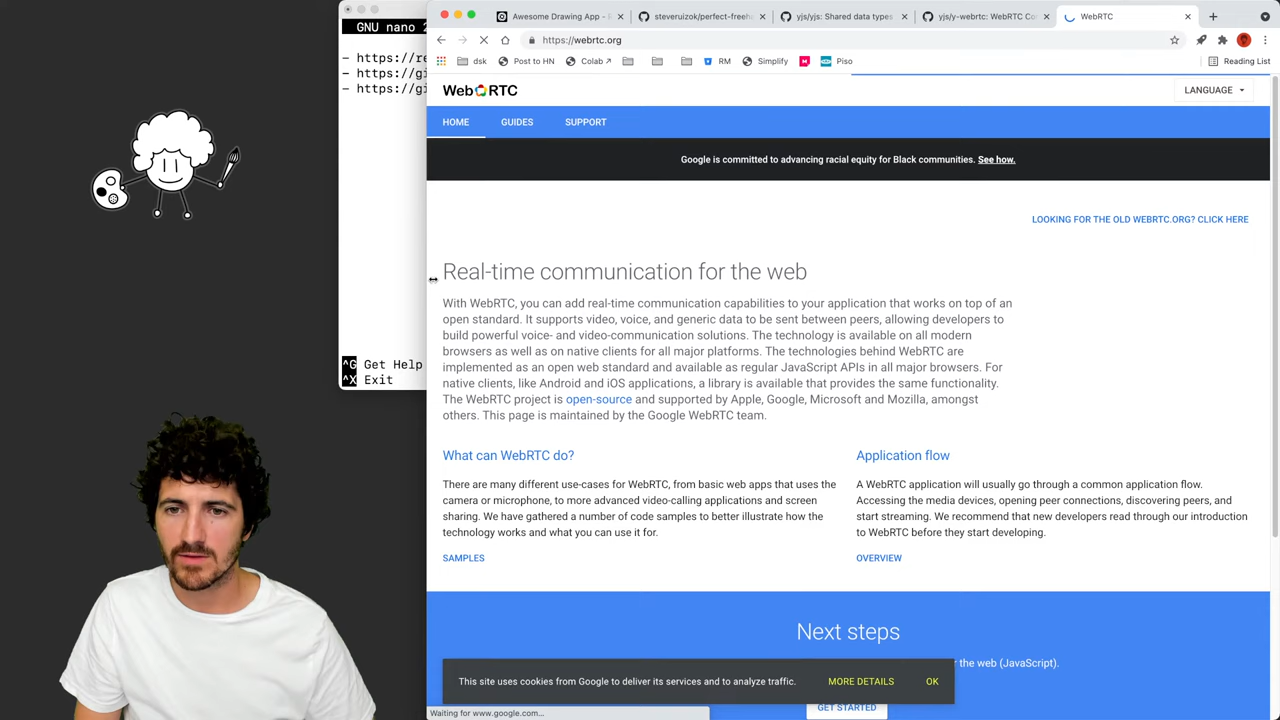 GNU nano 2
- https://re
- https://gi
- https://gi
^G Get Help
^X Exit
Awesome Drawing App -
steveruizok/perfect-freeh
yjs/yjs: Shared data types
yjs/y-webrtc: WebRTC Co
WebRTC
https://webrtc.org
dsk
Post to HN
Colab
RM
Simplify
Piso
Reading List
WebRTC
LANGUAGE
HOME
GUIDES
SUPPORT
Google is committed to advancing racial equity for Black communities. See how.
LOOKING FOR THE OLD WEBRTC.ORG? CLICK HERE
Real-time communication for the web
With WebRTC, you can add real-time communication capabilities to your application that works on top of an
open standard. It supports video, voice, and generic data to be sent between peers, allowing developers to
build powerful voice- and video-communication solutions. The technology is available on all modern
browsers as well as on native clients for all major platforms. The technologies behind WebRTC are
implemented as an open web standard and available as regular JavaScript APIs in all major browsers. For
native clients, like Android and iOS applications, a library is available that provides the same functionality.
The WebRTC project is open-source and supported by Apple, Google, Microsoft and Mozilla, amongst
others. This page is maintained by the Google WebRTC team.
What can WebRTC do?
There are many different use-cases for WebRTC, from basic web apps that uses the
camera or microphone, to more advanced video-calling applications and screen
sharing. We have gathered a number of code samples to better illustrate how the
technology works and what you can use it for.
SAMPLES
Application flow
A WebRTC application will usually go through a common application flow.
Accessing the media devices, opening peer connections, discovering peers, and
start streaming. We recommend that new developers read through our introduction
to WebRTC before they start developing.
OVERVIEW
Next steps
r the web (JavaScript).
This site uses cookies from Google to deliver its services and to analyze traffic.
MORE DETAILS
OK
GET STARTED
Waiting for www.google.com...